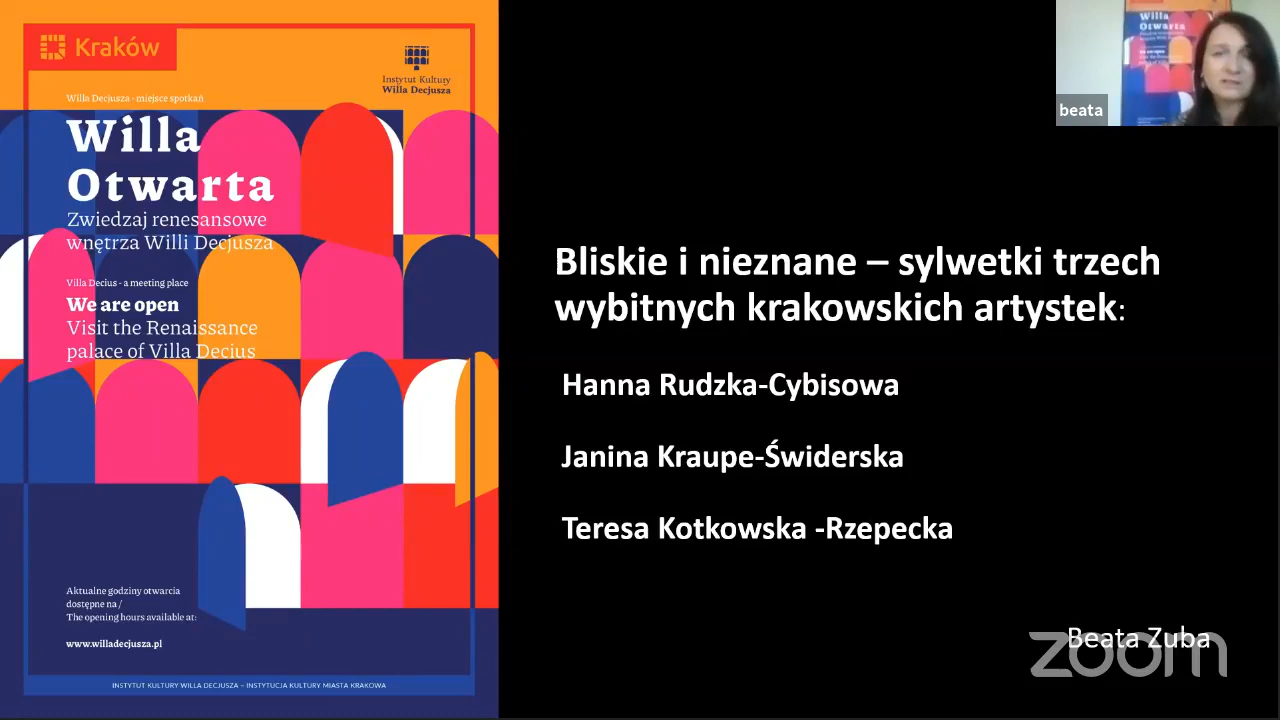 Kraków
Instytut Kultury
Willa Decjusza
Willa Decjusza - miejsce spotkań
Willa
Otwarta
Zwiedzaj renesansowe
wnętrza Willi Decjusza
Villa Decius - a meeting place
We are open
Visit the Renaissance
palace of Villa Decius
Aktualne godziny otwarcia
dostępne na /
The opening hours available at:
www.willadecjusza.pl
INSTYTUT KULTURY WILLA DECJUSZA – INSTYTUCJA KULTURY MIASTA KRAKOWA
Bliskie i nieznane – sylwetki trzech
wybitnych krakowskich artystek:
Hanna Rudzka-Cybisowa
Janina Kraupe-Świderska
Teresa Kotkowska -Rzepecka
Beata Zuba
zoom
Willa
Otwarta
beata